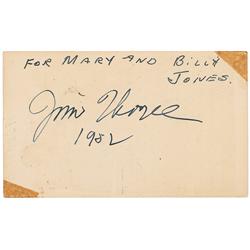 FOR MARY AND BILLY
JONES.
Jim Thorpe
1952